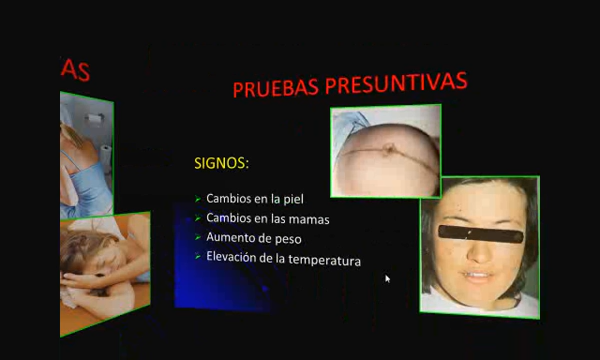 AS
PRUEBAS PRESUNTIVAS
SIGNOS:
Cambios en la piel
Cambios en las mamas
Aumento de peso
Elevación de la temperatura